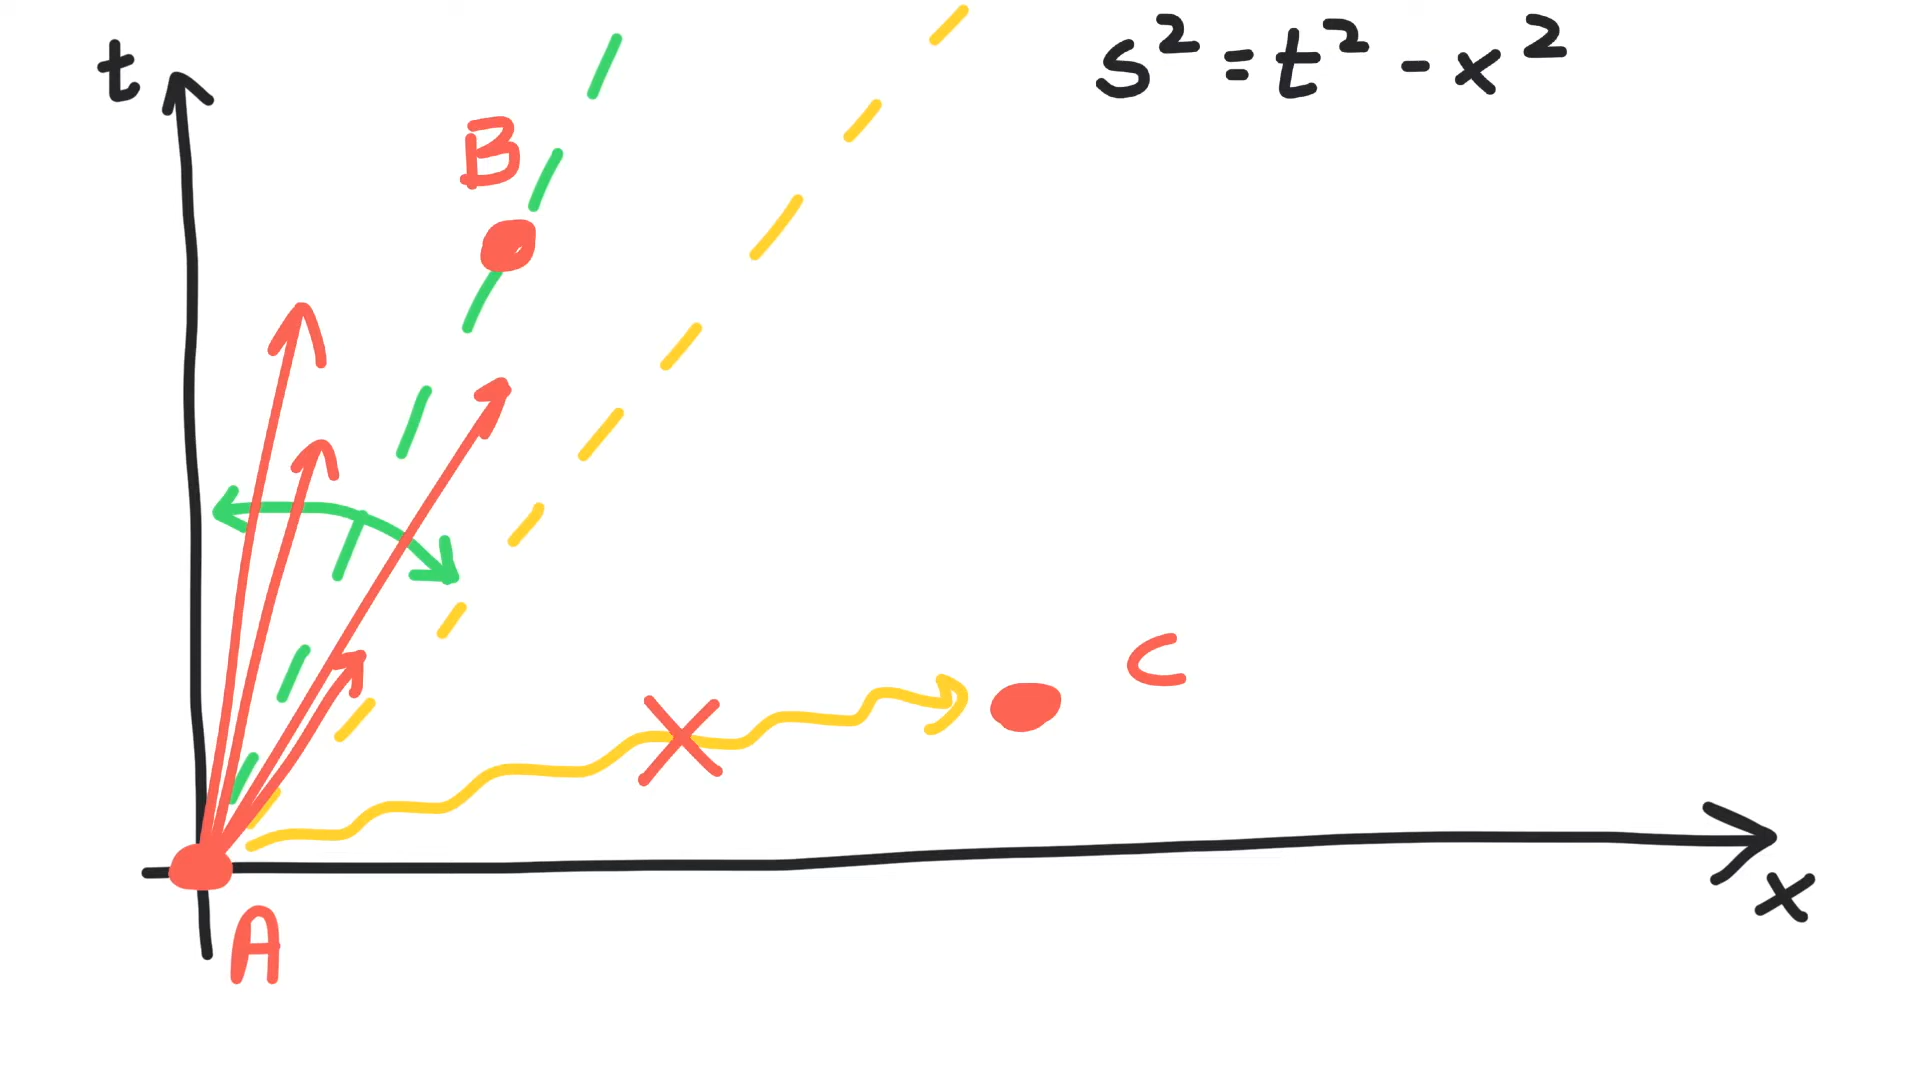 t
s² = t² - x²
B
C
x
A